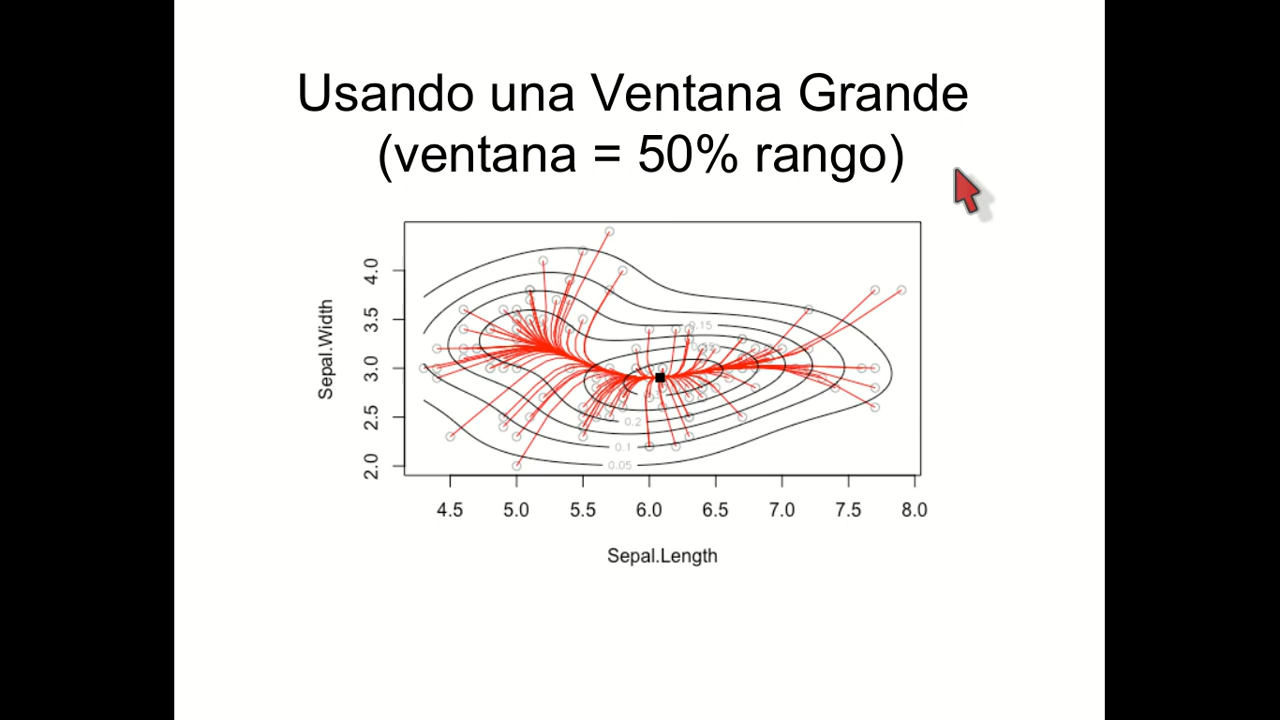 Usando una Ventana Grande
(ventana = 50% rango)
4.0
3.5
3.0
2.5
2.0
Sepal.Width
0.15
0.2
0.1
0.05
4.5 5.0 5.5 6.0 6.5 7.0 7.5 8.0
Sepal.Length